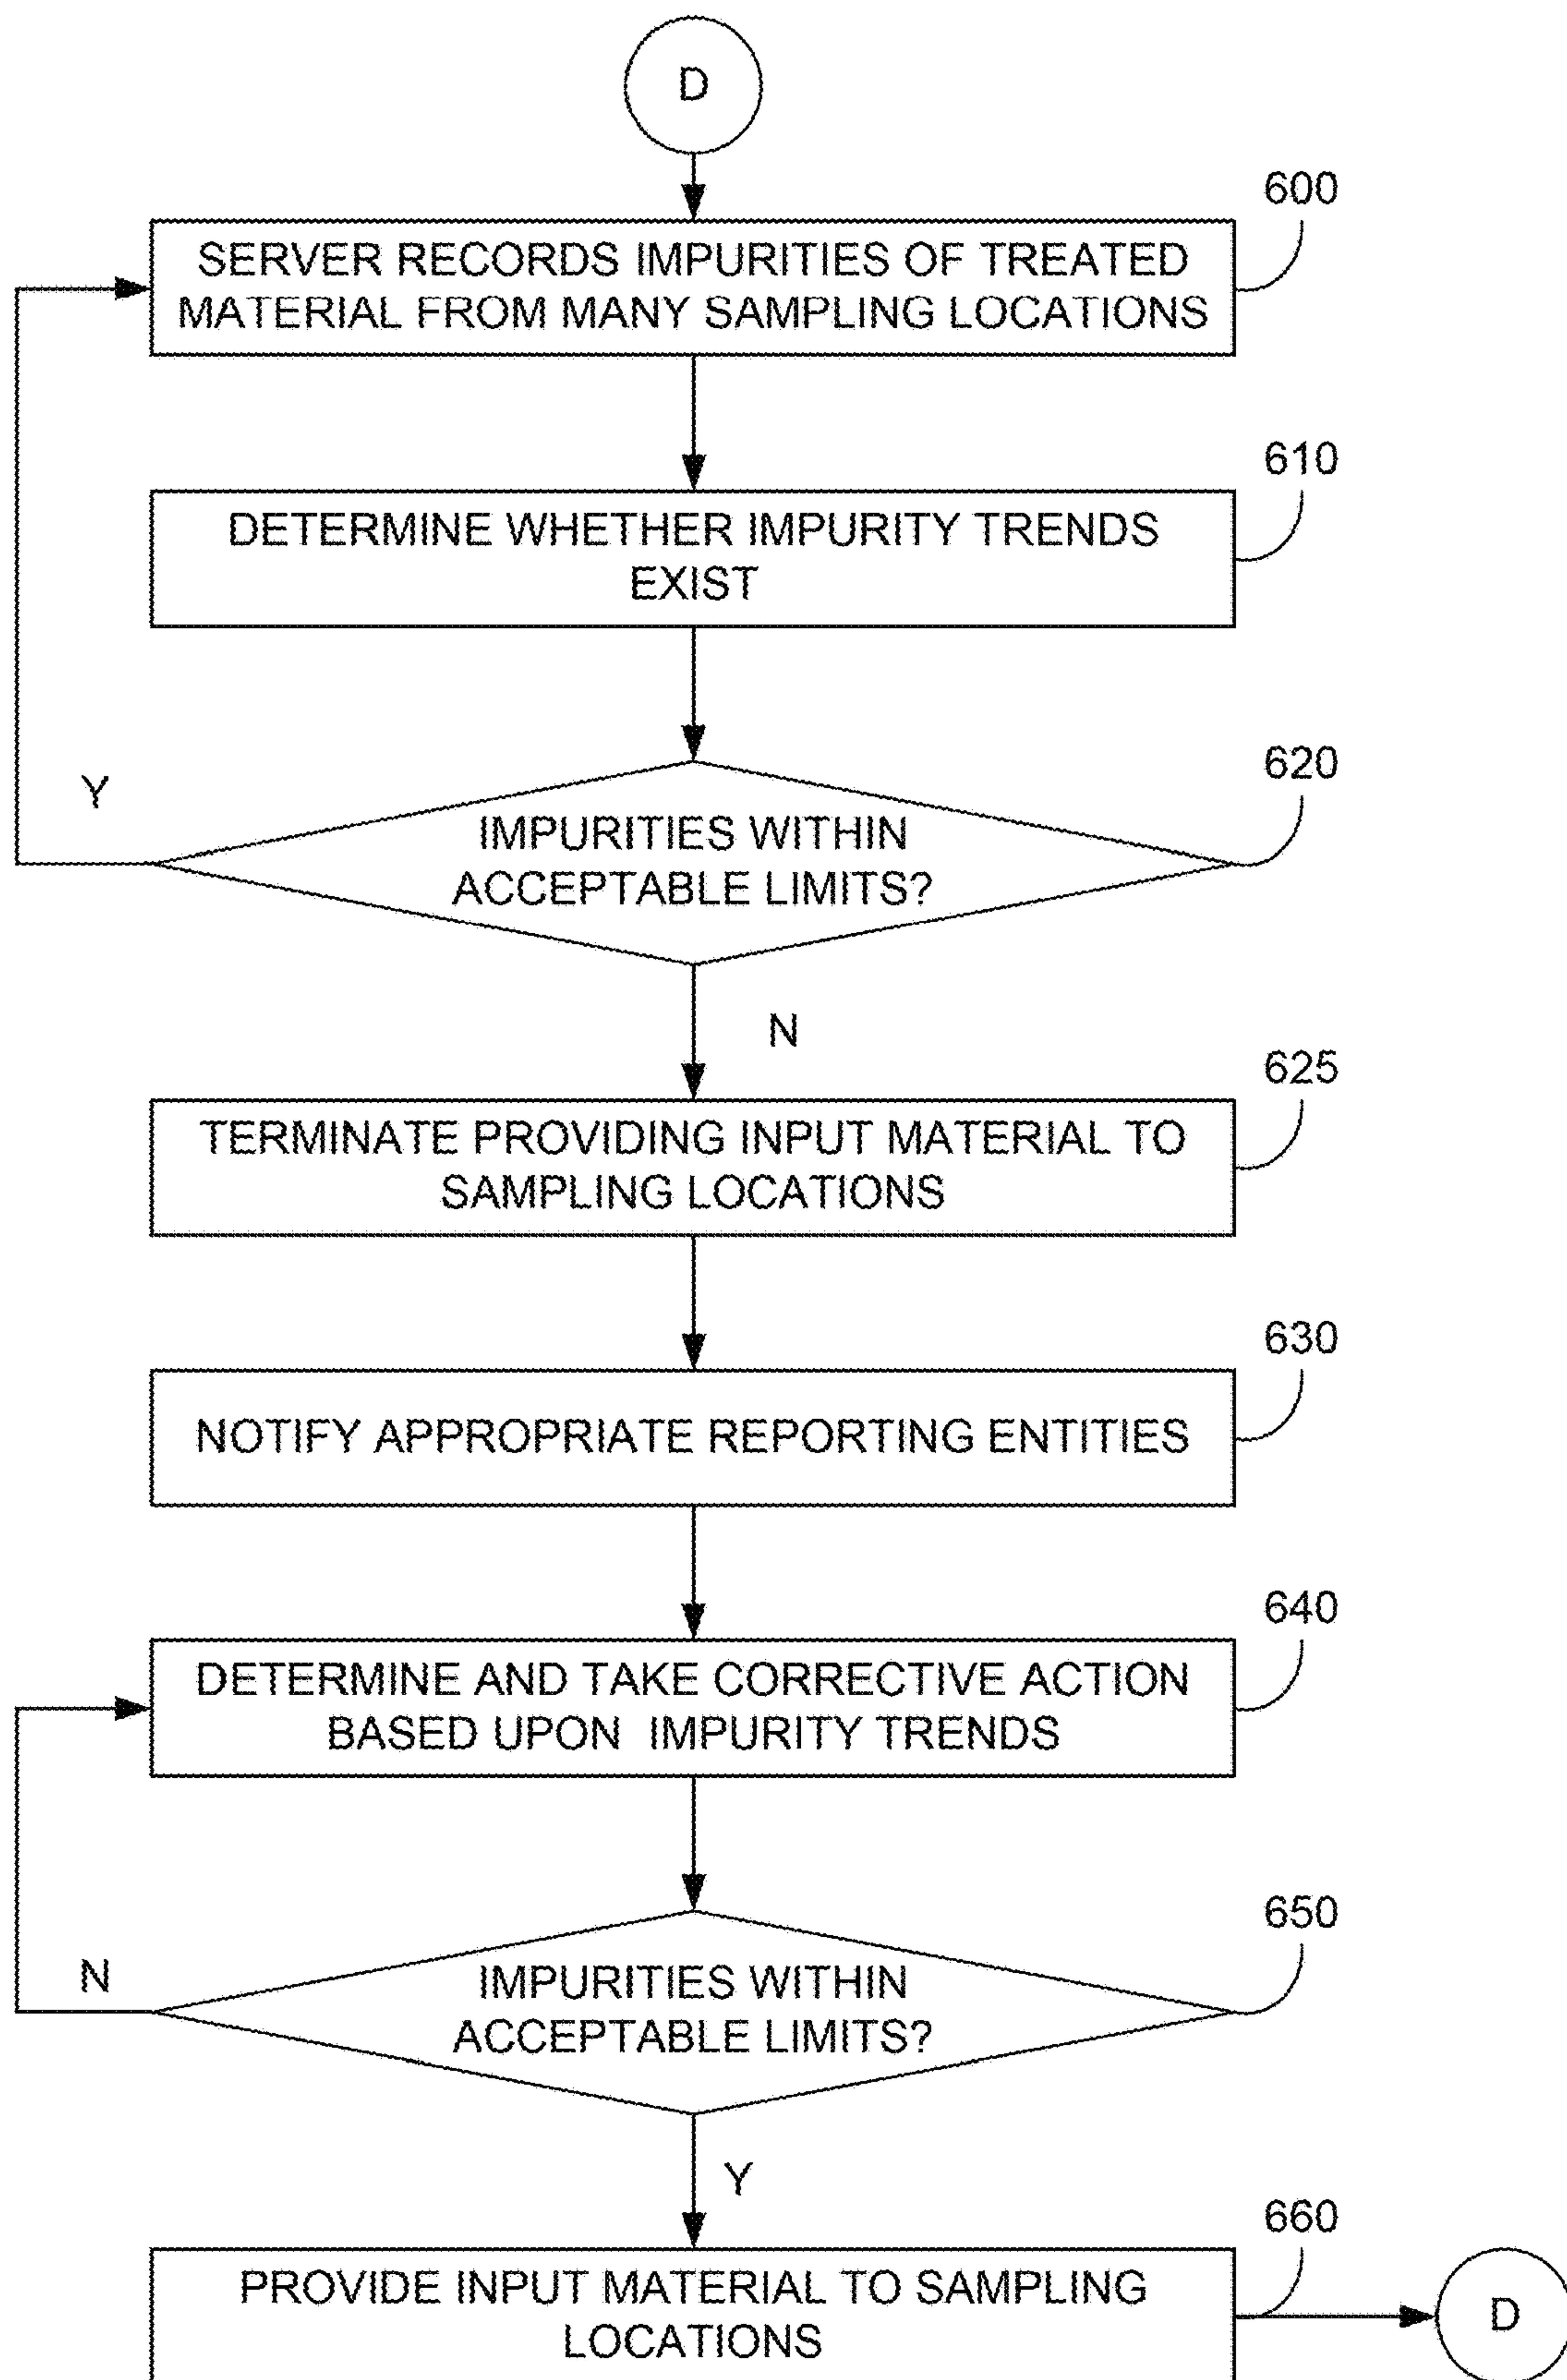 D
600
SERVER RECORDS IMPURITIES OF TREATED
MATERIAL FROM MANY SAMPLING LOCATIONS
610
DETERMINE WHETHER IMPURITY TRENDS
EXIST
620
Y
IMPURITIES WITHIN
ACCEPTABLE LIMITS?
N
625
TERMINATE PROVIDING INPUT MATERIAL TO
SAMPLING LOCATIONS
630
NOTIFY APPROPRIATE REPORTING ENTITIES
640
DETERMINE AND TAKE CORRECTIVE ACTION
BASED UPON IMPURITY TRENDS
650
N
IMPURITIES WITHIN
ACCEPTABLE LIMITS?
Y
660
PROVIDE INPUT MATERIAL TO SAMPLING
LOCATIONS
D